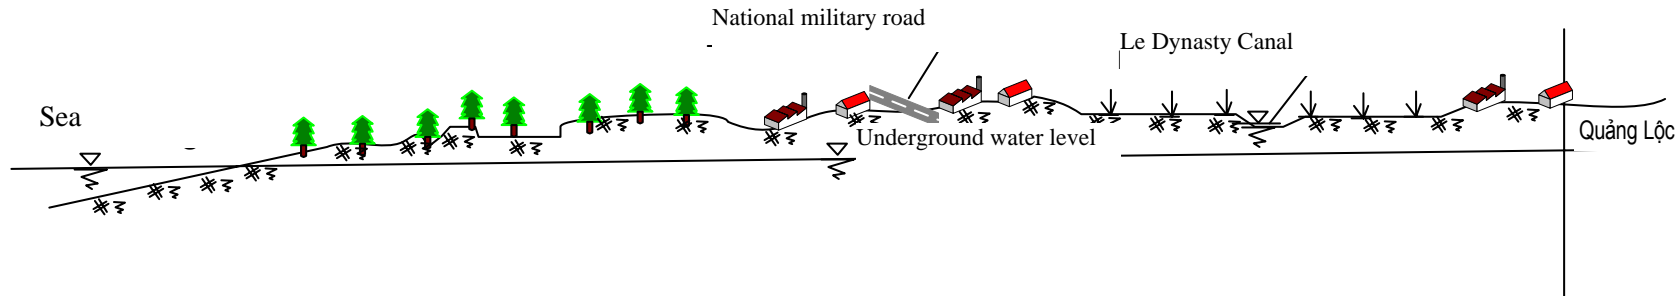 National military road
Le Dynasty Canal
Sea
Underground water level
Quảng Lộc